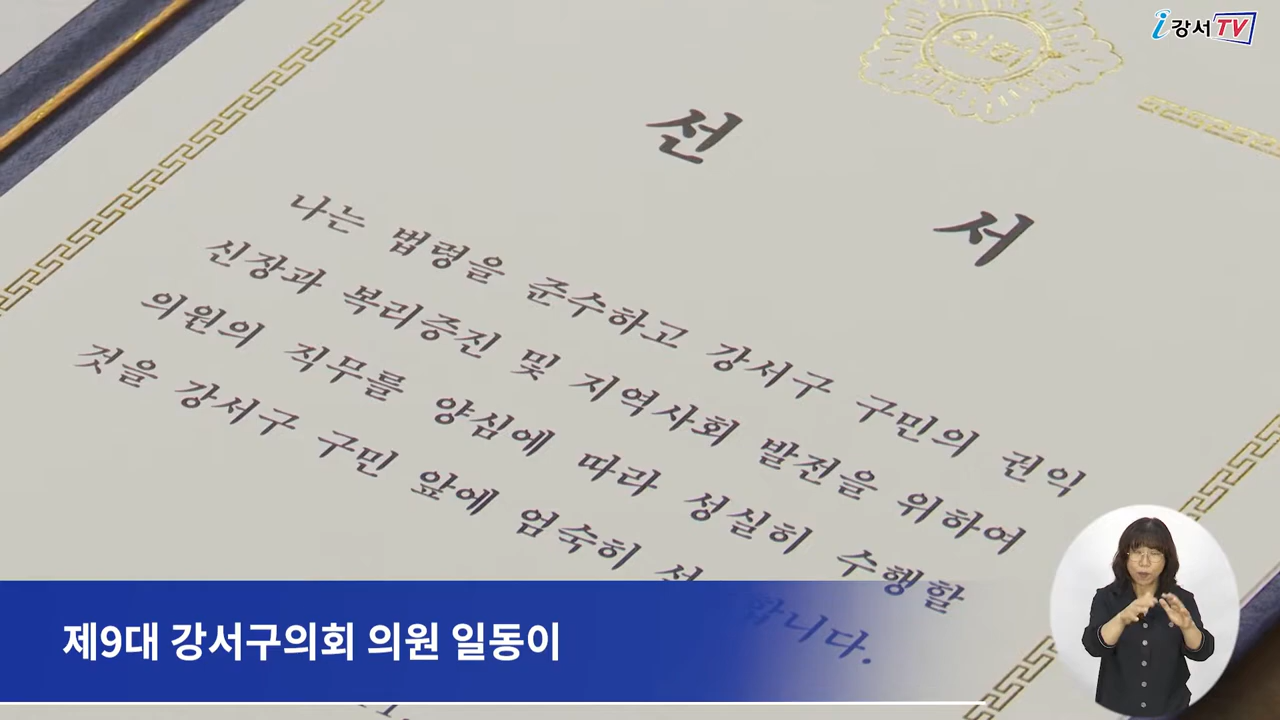 i강서TV
의회
선서
나는 법령을 준수하고 강서구 구민의 권익
신장과 복리증진 및 지역사회 발전을 위하여
의원의 직무를 양심에 따라 성실히 수행할
것을 강서구 구민 앞에 엄숙히 선 합니다.
제9대 강서구의회 의원 일동이